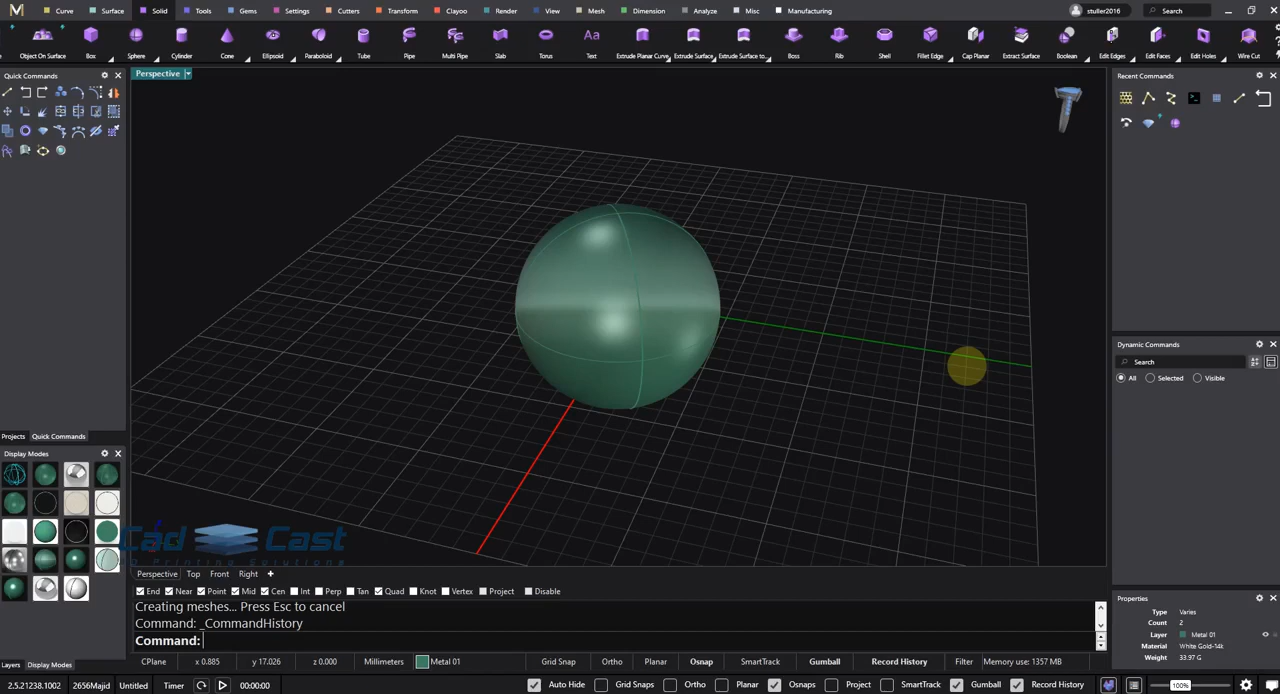 M Curve Surface Solid Tools Gems Settings Cutters Transform Clayoo Render View Mesh Dimension Analyze Misc Manufacturing stuller2016 Search
Object On Surface Box Sphere Cylinder Cone Ellipsoid Paraboloid Tube Pipe Multi Pipe Slab Torus Text Extrude Planar Curve Extrude Surface Extrude Surface to... Boss Rib Shell Fillet Edge Cap Planar Extract Surface Boolean Edit Edges Edit Faces Edit Holes Wire Cut
Quick Commands
Perspective
Recent Commands
Dynamic Commands
Search
All Selected Visible
Projects Quick Commands
Display Modes
Cad Cast
3D Printing Solutions
Perspective Top Front Right
End Near Point Mid Cen Int Perp Tan Quad Knot Vertex Project Disable
Creating meshes... Press Esc to cancel
Command: _CommandHistory
Command:
Properties
Type Varies
Count 2
Layer Metal 01
Material White Gold-14k
Weight 33.97 G
Layers Display Modes
CPlane x 0.885 y 17.026 z 0.000 Millimeters Metal 01 Grid Snap Ortho Planar Osnap SmartTrack Gumball Record History Filter Memory use: 1357 MB
2.5.21238.1002 2656Majid Untitled Timer 00:00:00 Auto Hide Grid Snaps Ortho Planar Osnaps Project SmartTrack Gumball Record History 100%